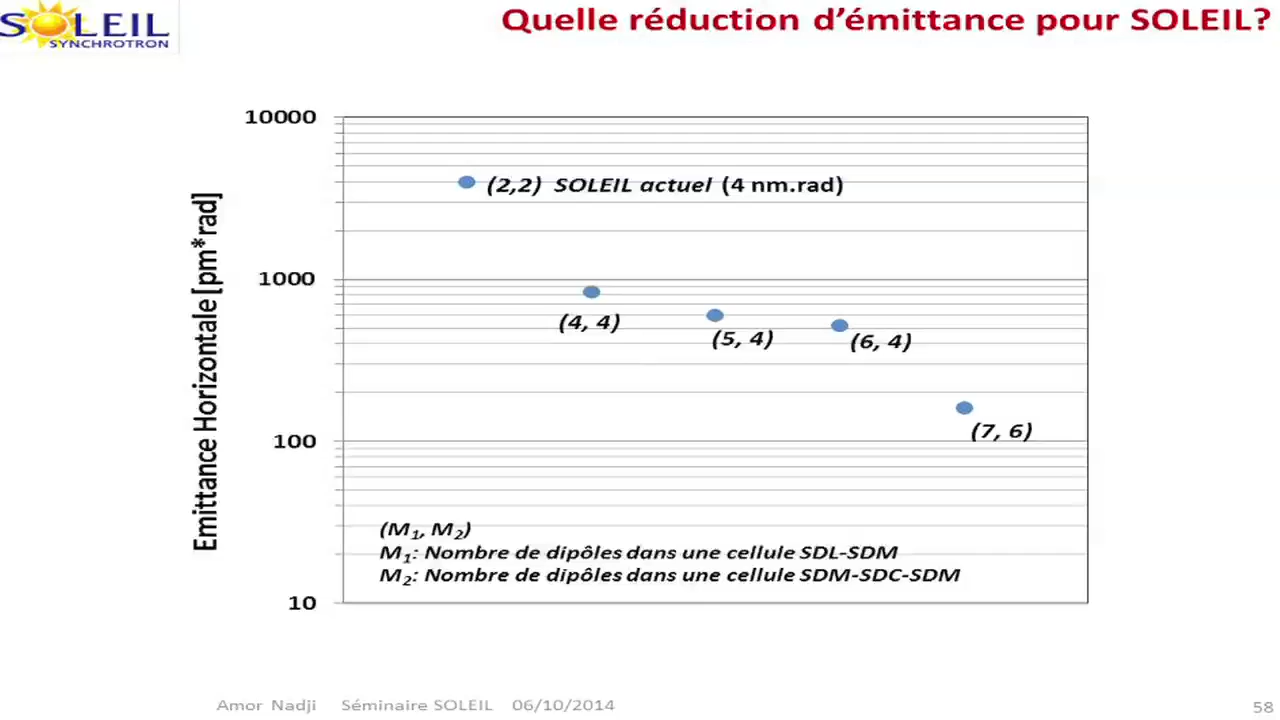 SOLEIL
SYNCHROTRON
Quelle réduction d’émittance pour SOLEIL?
Emittance Horizontale [pm*rad]
10000
1000
100
10
(2,2) SOLEIL actuel (4 nm.rad)
(4, 4)
(5, 4)
(6, 4)
(7, 6)
(M1, M2)
M1: Nombre de dipôles dans une cellule SDL-SDM
M2: Nombre de dipôles dans une cellule SDM-SDC-SDM
Amor Nadji Séminaire SOLEIL 06/10/2014
58